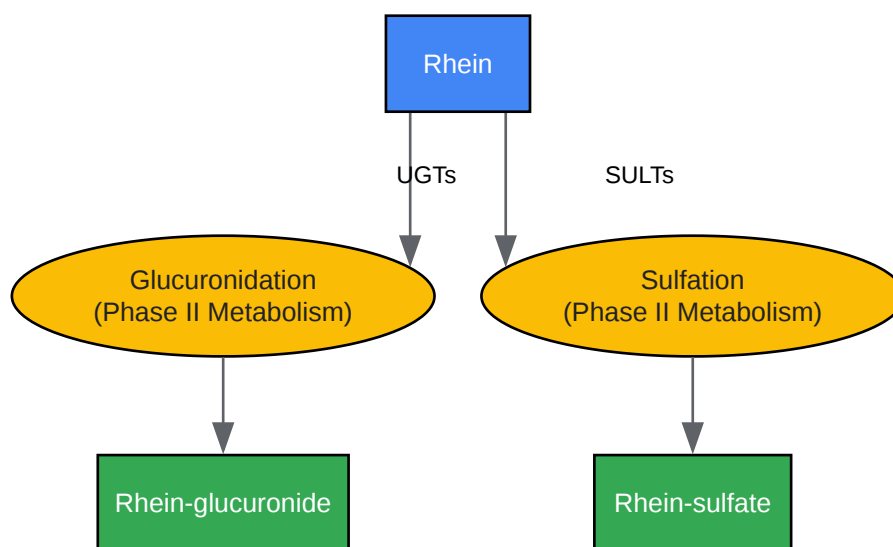 Rhein
UGTs
SULTs
Glucuronidation
(Phase II Metabolism)
Sulfation
(Phase II Metabolism)
Rhein-glucuronide
Rhein-sulfate